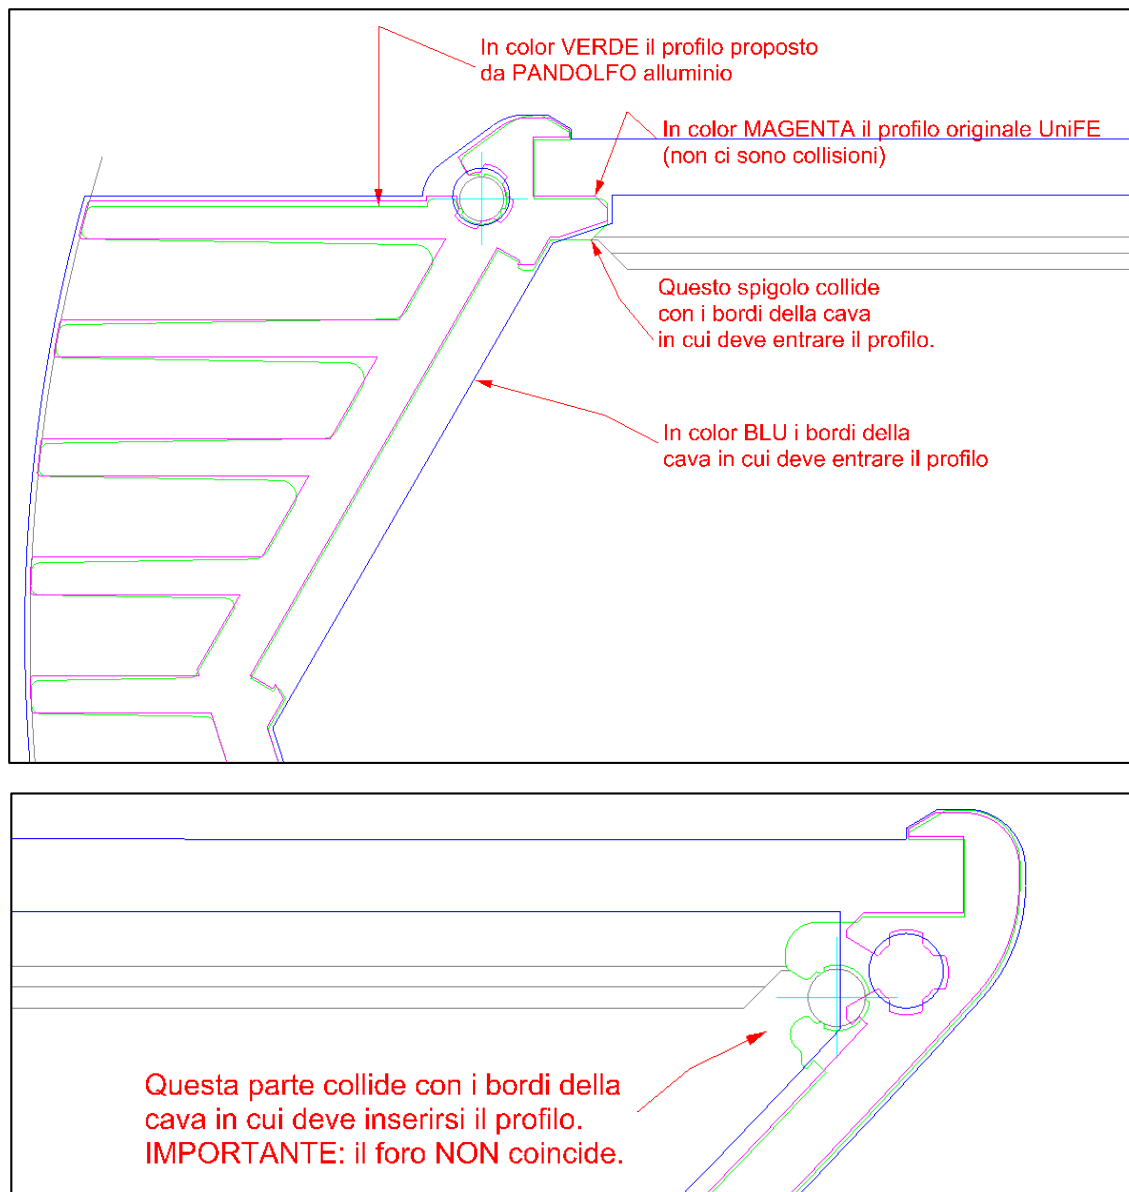 In color VERDE il profilo proposto
da PANDOLFO alluminio
In color MAGENTA il profilo originale UniFE
(non ci sono collisioni)
Questo spigolo collide
con i bordi della cava
in cui deve entrare il profilo.
In color BLU i bordi della
cava in cui deve entrare il profilo
Questa parte collide con i bordi della
cava in cui deve inserirsi il profilo.
IMPORTANTE: il foro NON coincide.